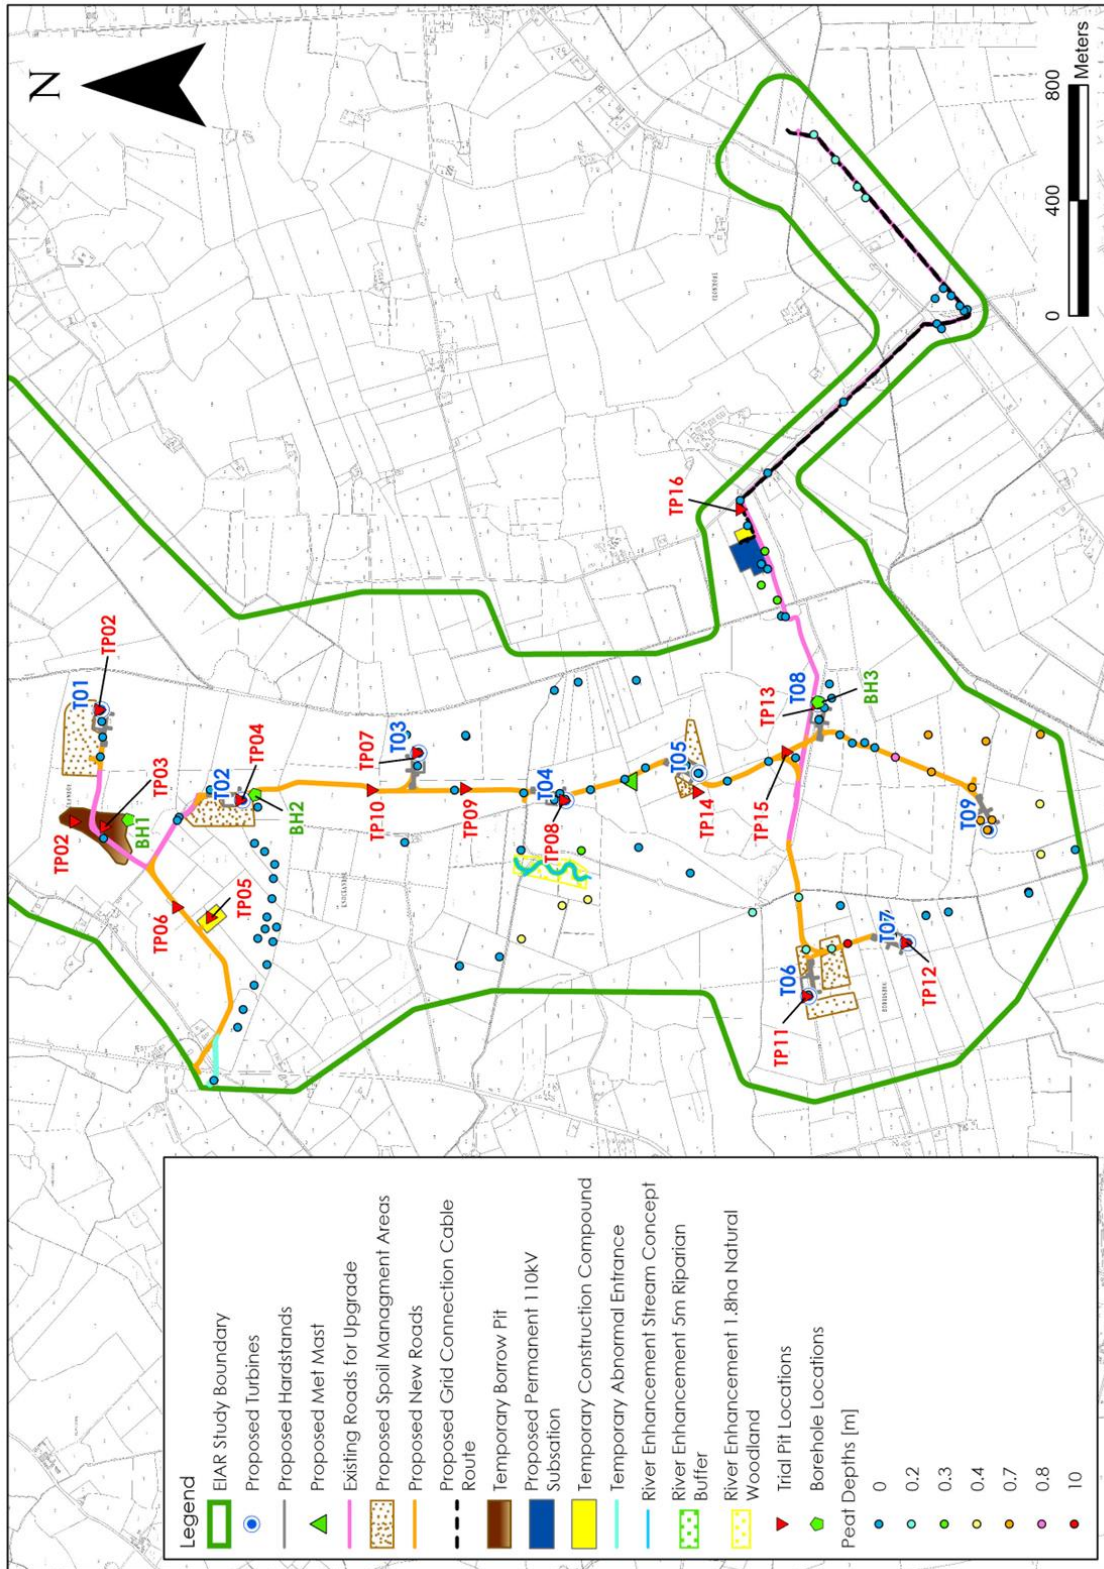 Legend
EIAR Study Boundary
Proposed Turbines
Proposed Hardstands
Proposed Met Mast
Existing Roads for Upgrade
Proposed Spoil Managment Areas
Proposed New Roads
Proposed Grid Connection Cable
Route
Temporary Borrow Pit
Proposed Permanent 110kV
Subsation
Temporary Construction Compound
Temporary Abnormal Entrance
River Enhancement Stream Concept
River Enhancement 5m Riparian
Buffer
River Enhancement 1.8ha Natural
Woodland
Trial Pit Locations
Borehole Locations
Peat Depths [m]
0
0.2
0.3
0.4
0.7
0.8
10
N
T01
TP02
TP02
TP03
BH1
TP06
TP05
T02
TP04
BH2
TP10
TP07
T03
TP09
T04
TP08
T05
TP14
TP15
TP13
T08
BH3
TP16
T06
TP11
T07
TP12
T09
0
400
800
Meters